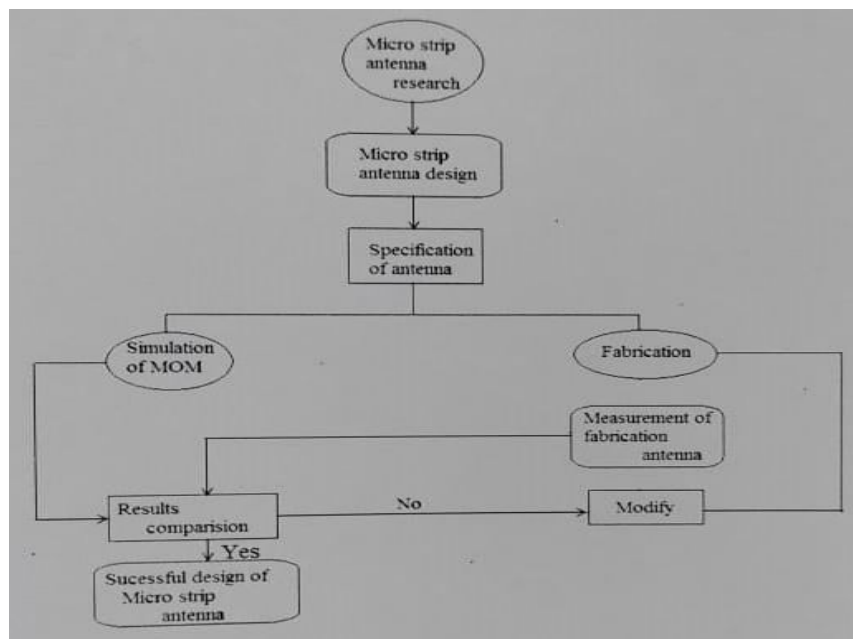 Micro strip
antenna
research
Micro strip
antenna design
Specification
of antenna
Simulation
of MOM
Fabrication
Measurement of
fabrication
antenna
Results
comparision
No
Modify
Yes
Sucessful design of
Micro strip
antenna